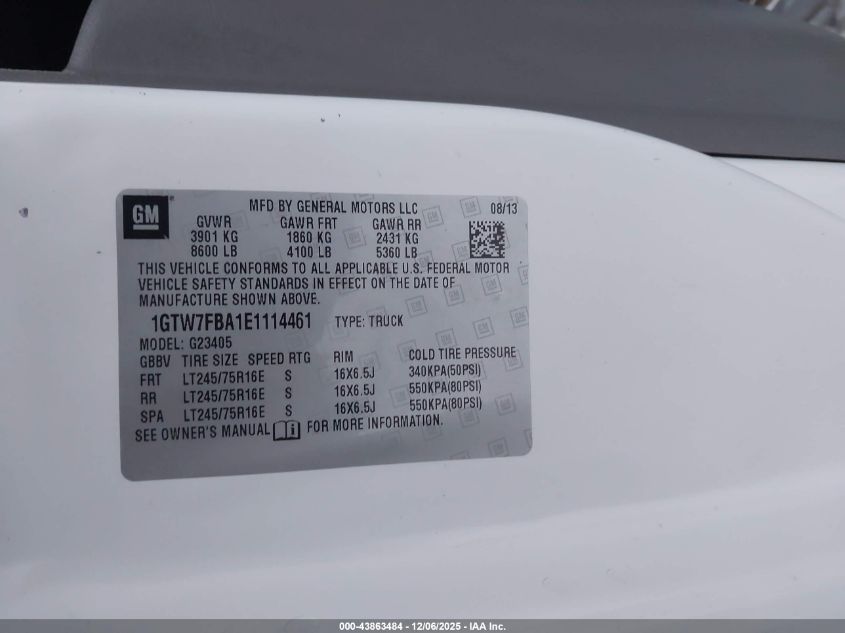 GM
MFD BY GENERAL MOTORS LLC 08/13
GVWR GAWR FRT GAWR RR
3901 KG 1860 KG 2431 KG
8600 LB 4100 LB 5360 LB
THIS VEHICLE CONFORMS TO ALL APPLICABLE U.S. FEDERAL MOTOR
VEHICLE SAFETY STANDARDS IN EFFECT ON THE DATE OF
MANUFACTURE SHOWN ABOVE.
1GTW7FBA1E1114461 TYPE: TRUCK
MODEL: G23405
GBBV TIRE SIZE SPEED RTG RIM COLD TIRE PRESSURE
FRT LT245/75R16E S 16X6.5J 340KPA(50PSI)
RR LT245/75R16E S 16X6.5J 550KPA(80PSI)
SPA LT245/75R16E S 16X6.5J 550KPA(80PSI)
SEE OWNER'S MANUAL i FOR MORE INFORMATION.
000-43863484 - 12/06/2025 - IAA Inc.